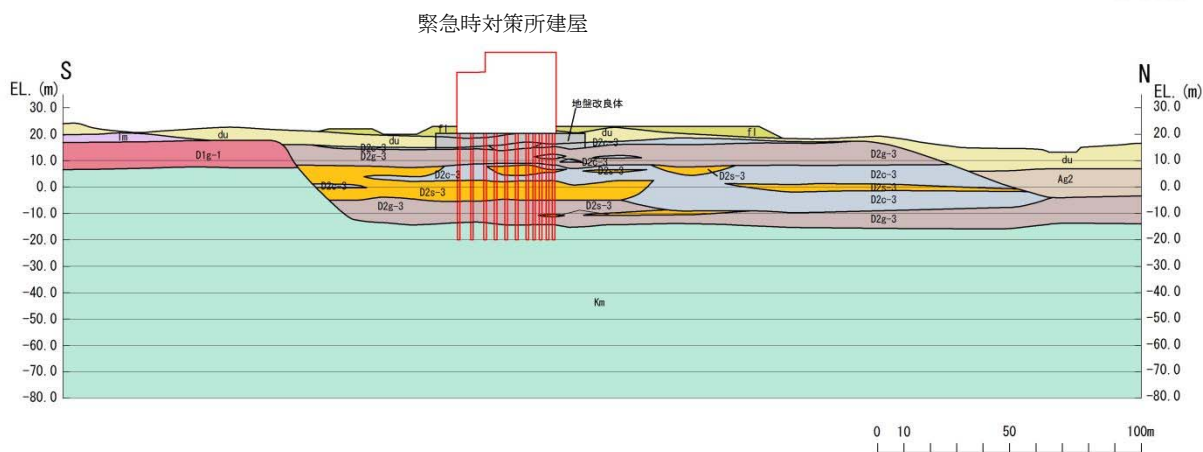 緊急時対策所建屋
S
N
EL. (m)
EL. (m)
30.0
20.0
10.0
0.0
-10.0
-20.0
-30.0
-40.0
-50.0
-60.0
-70.0
-80.0
30.0
20.0
10.0
0.0
-10.0
-20.0
-30.0
-40.0
-50.0
-60.0
-70.0
-80.0
地盤改良体
lm
du
fl
du
du
fl
D2c-3
D2c-3
D1g-1
D2g-3
D2g-3
D2c-3
du
D2c-3
D2s-3
D2s-3
D2c-3
Ag2
D2s-3
D2s-3
D2s-3
D2c-3
D2g-3
D2s-3
D2g-3
Km
0 10 50 100m